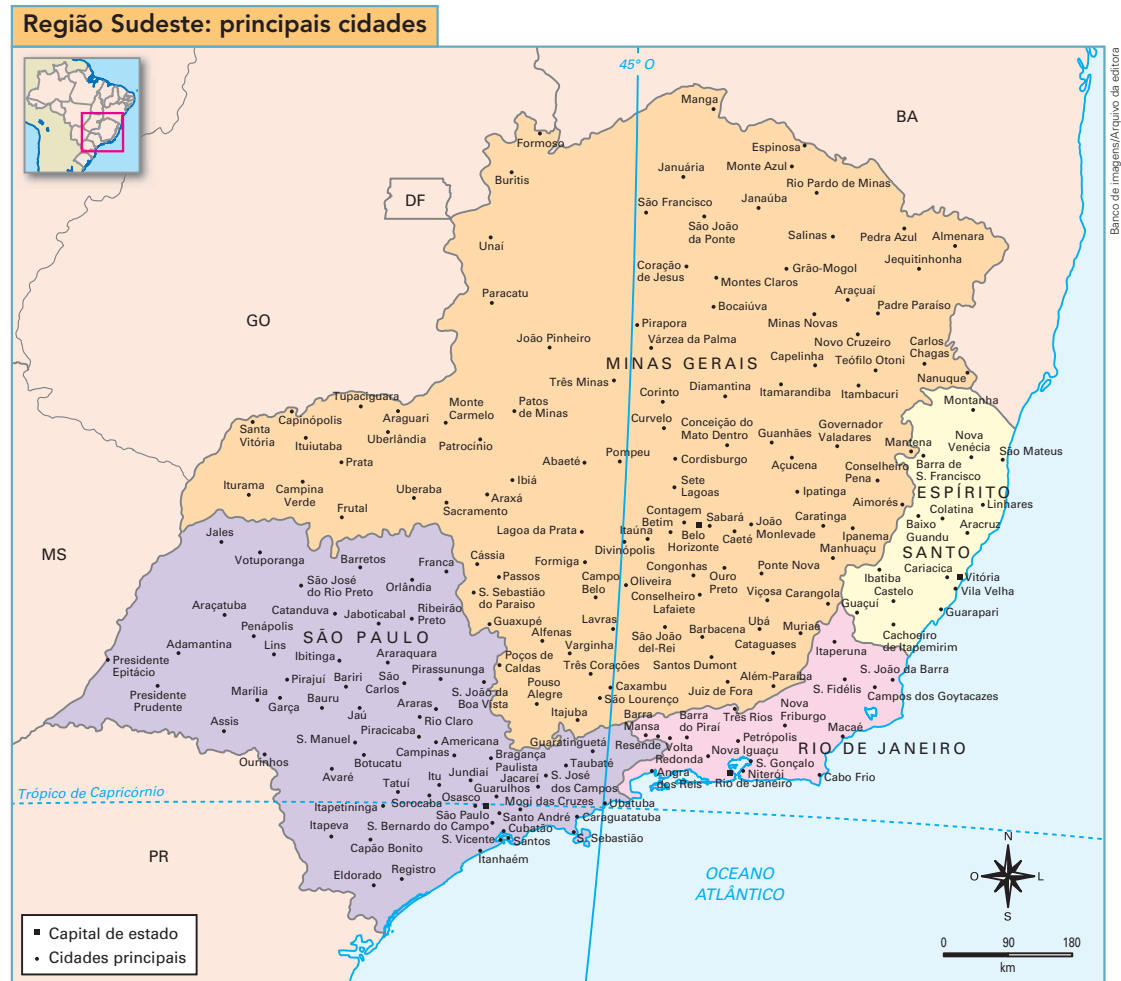 Região Sudeste: principais cidades
Banco de imagens/Arquivo da editora
45° O
BA
DF
GO
MS
PR
MINAS GERAIS
Manga
Formoso
Espinosa
Januária
Monte Azul
Buritis
Rio Pardo de Minas
São Francisco
Janaúba
São João
da Ponte
Salinas
Pedra Azul
Almenara
Unaí
Jequitinhonha
Coração
de Jesus
Grão-Mogol
Montes Claros
Araçuaí
Paracatu
Bocaiúva
Padre Paraíso
Pirapora
Minas Novas
João Pinheiro
Várzea da Palma
Novo Cruzeiro
Carlos
Chagas
Capelinha
Teófilo Otoni
Três Minas
Nanuque
Diamantina
Itamarandiba
Itambacuri
Corinto
Tupaciguara
Monte
Carmelo
Patos
de Minas
Capinópolis
Araguari
Santa
Vitória
Curvelo
Conceição do
Mato Dentro
Guanhães
Governador
Valadares
Ituiutaba
Uberlândia
Patrocínio
Mantena
Prata
Abaeté
Pompeu
Cordisburgo
Açucena
Conselheiro
Pena
Iturama
Campina
Verde
Uberaba
Ibiá
Araxá
Sete
Lagoas
Ipatinga
Aimorés
Frutal
Sacramento
Contagem
Betim
Sabará
João
Monlevade
Caratinga
Lagoa da Prata
Itaúna
Belo
Horizonte
Caeté
Ipanema
Divinópolis
Manhuaçu
Cássia
Formiga
Congonhas
Ouro
Preto
Ponte Nova
Passos
Campo
Belo
Oliveira
S. Sebastião
do Paraiso
Conselheiro
Lafaiete
Viçosa
Carangola
Guaxupé
Lavras
Ubá
Muriaé
Alfenas
São João
del-Rei
Barbacena
Varginha
Cataguases
Poços de
Caldas
Três Corações
Santos Dumont
Além-Paraíba
Pouso
Alegre
Caxambu
Juiz de Fora
São Lourenço
Itajuba
ESPÍRITO
SANTO
Montanha
Nova
Venécia
São Mateus
Barra de
S. Francisco
Linhares
Colatina
Baixo
Guandu
Aracruz
Cariacica
Ibatiba
Vitória
Castelo
Vila Velha
Guaçuí
Guarapari
Cachoeiro
de Itapemirim
RIO DE JANEIRO
Itaperuna
S. João da Barra
S. Fidélis
Campos dos Goytacazes
Nova
Friburgo
Três Rios
Macaé
Barra
Mansa
Barra
do Piraí
Petrópolis
Resende
Volta
Redonda
Nova Iguaçu
S. Gonçalo
Niterói
Angra
dos Reis
Rio de Janeiro
Cabo Frio
SÃO PAULO
Jales
Votuporanga
Barretos
Franca
São José
do Rio Preto
Orlândia
Araçatuba
Catanduva
Jaboticabal
Ribeirão
Preto
Penápolis
Adamantina
Lins
Ibitinga
Araraquara
Presidente
Epitácio
Pirajuí
Bariri
São
Carlos
Pirassununga
Presidente
Prudente
Marília
Garça
Bauru
S. João da
Boa Vista
Jaú
Araras
Assis
Rio Claro
Piracicaba
S. Manuel
Americana
Guaratinguetá
Ourinhos
Botucatu
Campinas
Bragança
Paulista
Taubaté
Avaré
Tatuí
Itu
Jundiaí
Jacareí
S. José
dos Campos
Guarulhos
Osasco
Itapetininga
Sorocaba
Mogi das Cruzes
Ubatuba
São Paulo
Santo André
Caraguatatuba
Itapeva
S. Bernardo do Campo
Cubatão
Capão Bonito
S. Vicente
Santos
S. Sebastião
Itanhaém
Eldorado
Registro
Trópico de Capricórnio
OCEANO
ATLÂNTICO
N
O
L
S
0 90 180
km
Capital de estado
Cidades principais